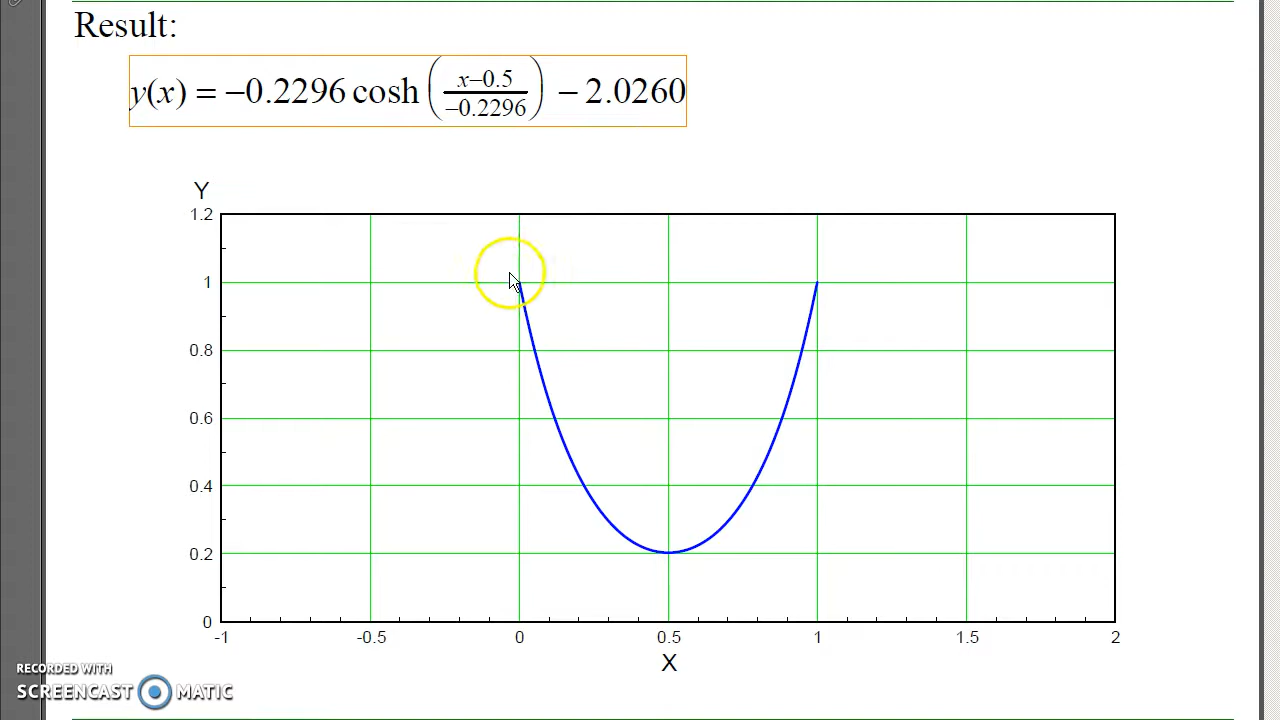 Result:
y(x) = −0.2296 cosh (x−0.5 / −0.2296) − 2.0260
Y
1.2
1
0.8
0.6
0.4
0.2
0
-1 -0.5 0 0.5 1 1.5 2
X
RECORDED WITH
SCREENCAST MATIC